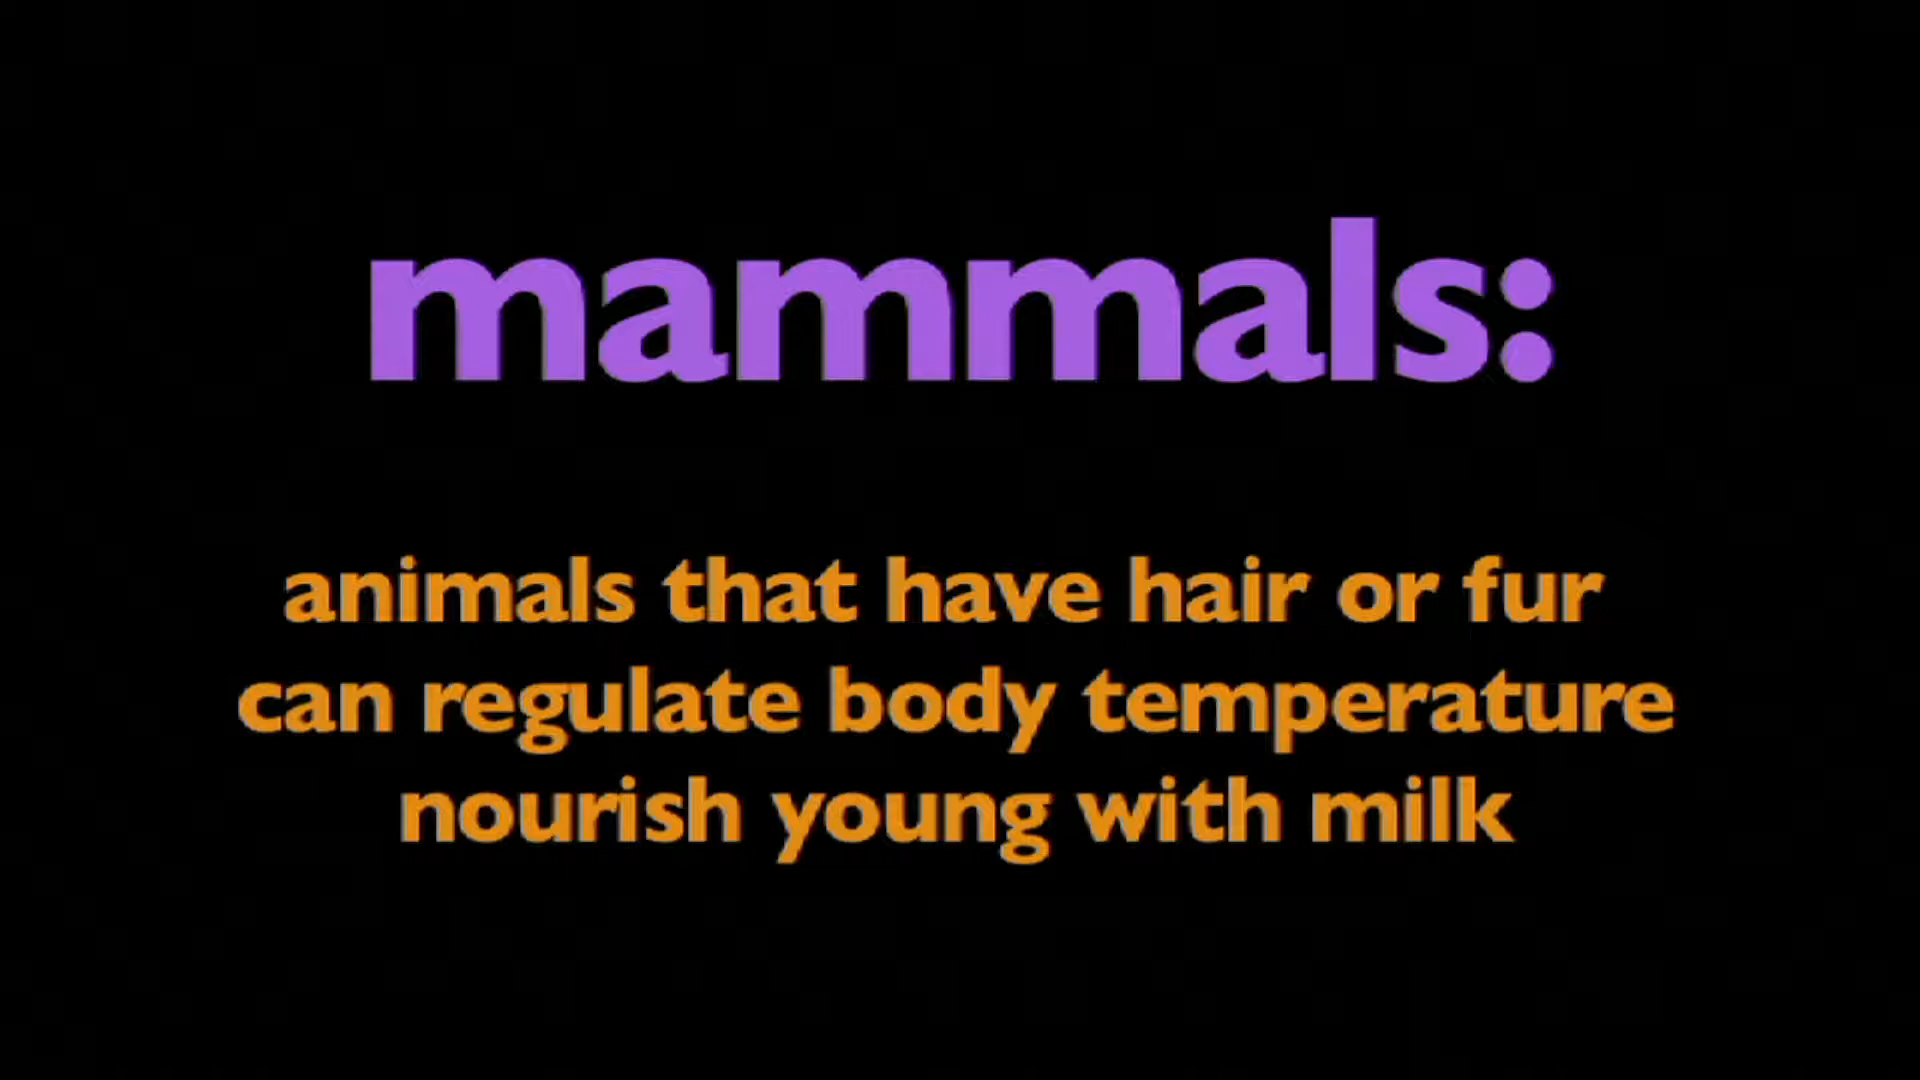 mammals:
animals that have hair or fur
can regulate body temperature
nourish young with milk